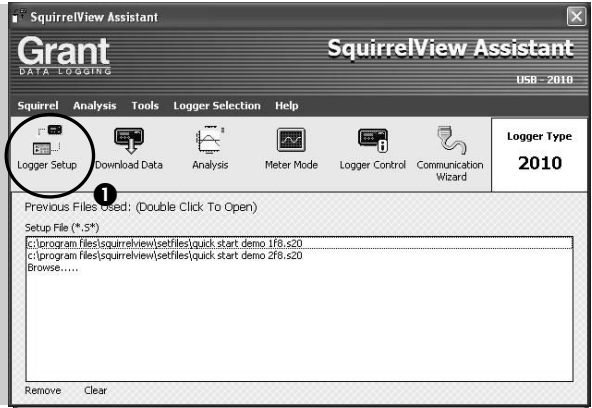 SquirrelView Assistant
Grant
DATA LOGGING
SquirrelView Assistant
USB - 2010
Squirrel Analysis Tools Logger Selection Help
Logger Setup
Download Data
Analysis
Meter Mode
Logger Control
Communication
Wizard
Logger Type
2010
1
Previous Files Used: (Double Click To Open)
Setup File (*.S*)
c:\program files\squirrelview\setfiles\quick start demo 1f8.s20
c:\program files\squirrelview\setfiles\quick start demo 2f8.s20
Browse.....
Remove Clear